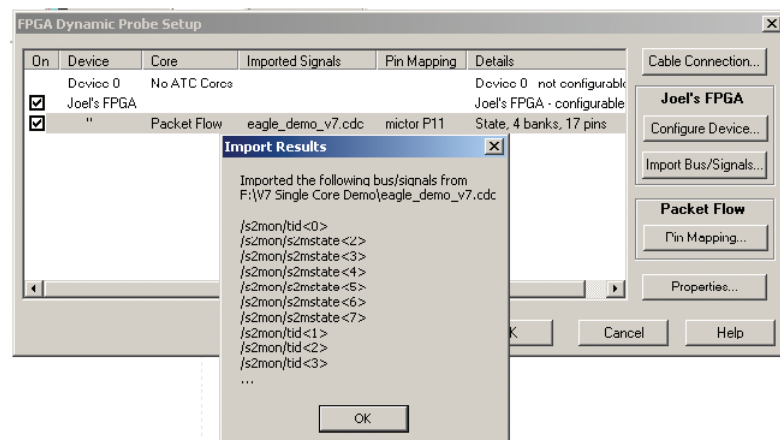 FPGA Dynamic Probe Setup
On Device Core Imported Signals Pin Mapping Details
Device 0 No ATC Cores Device 0 not configurable
Joel's FPGA Joel's FPGA - configurable
" Packet Flow eagle_demo_v7.cdc mictor P11 State, 4 banks, 17 pins
Cable Connection...
Joel's FPGA
Configure Device...
Import Bus/Signals...
Packet Flow
Pin Mapping...
Properties...
Cancel
Help
Import Results
Imported the following bus/signals from
F:\V7 Single Core Demo\eagle_demo_v7.cdc
/s2mon/tid<0>
/s2mon/s2mstate<2>
/s2mon/s2mstate<3>
/s2mon/s2mstate<4>
/s2mon/s2mstate<5>
/s2mon/s2mstate<6>
/s2mon/s2mstate<7>
/s2mon/tid<1>
/s2mon/tid<2>
/s2mon/tid<3>
...
OK